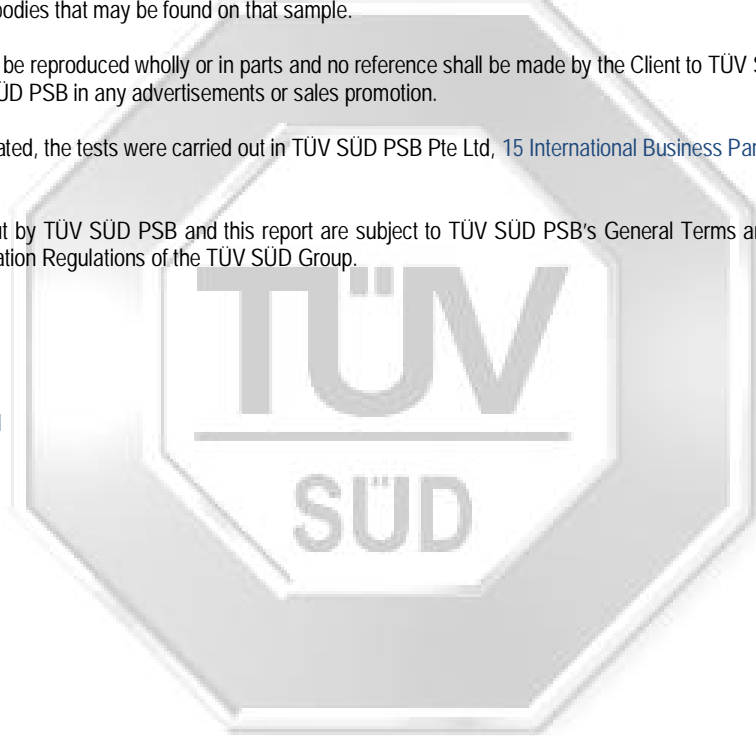 bodies that may be found on that sample.
be reproduced wholly or in parts and no reference shall be made by the Client to TÜV S
ÜD PSB in any advertisements or sales promotion.
ated, the tests were carried out in TÜV SÜD PSB Pte Ltd, 15 International Business Par
t by TÜV SÜD PSB and this report are subject to TÜV SÜD PSB's General Terms a
ation Regulations of the TÜV SÜD Group.
TÜV
SÜD